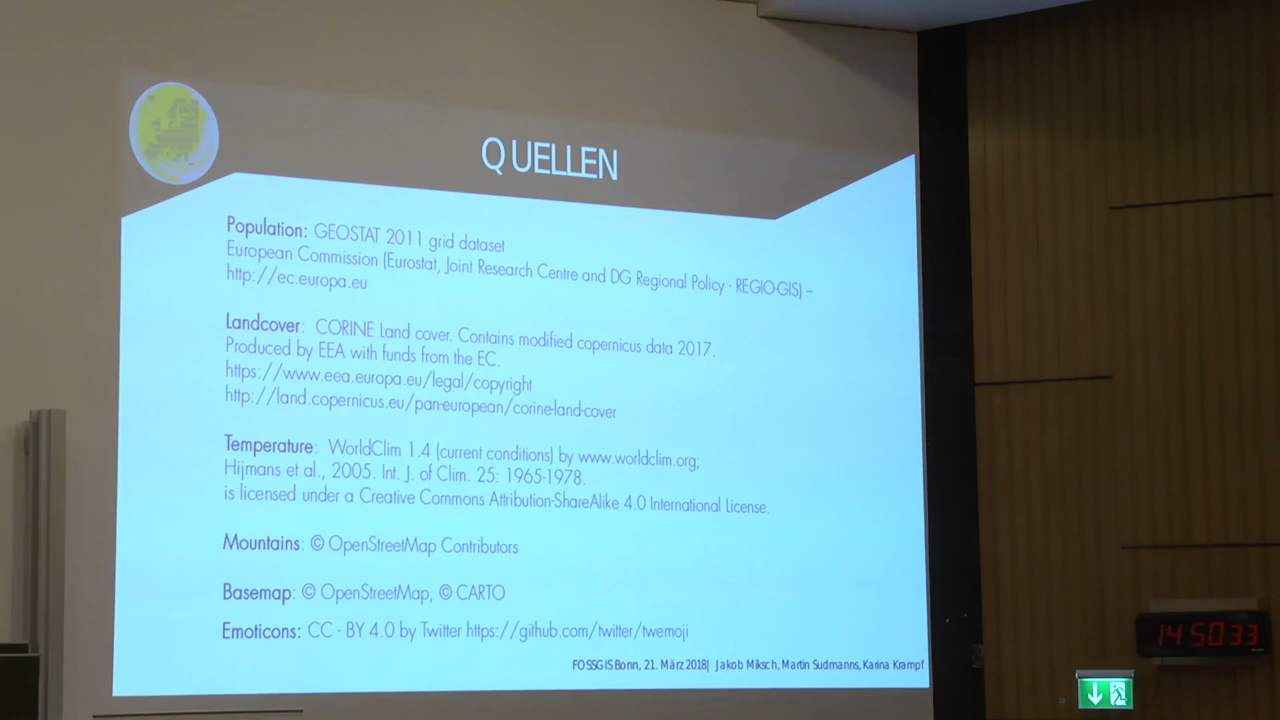 QUELLEN
Population: GEOSTAT 2011 grid dataset
European Commission (Eurostat, Joint Research Centre and DG Regional Policy - REGIO-GIS) –
http://ec.europa.eu
Landcover: CORINE Land cover. Contains modified copernicus data 2017.
Produced by EEA with funds from the EC.
https://www.eea.europa.eu/legal/copyright
http://land.copernicus.eu/pan-european/corine-land-cover
Temperature: WorldClim 1.4 (current conditions) by www.worldclim.org;
Hijmans et al., 2005. Int. J. of Clim. 25: 1965-1978.
is licensed under a Creative Commons Attribution-ShareAlike 4.0 International License.
Mountains: © OpenStreetMap Contributors
Basemap: © OpenStreetMap, © CARTO
Emoticons: CC - BY 4.0 by Twitter https://github.com/twitter/twemoji
FOSSGIS Bonn, 21. März 2018| Jakob Miksch, Martin Sudmanns, Karina Krampf
14 50 33